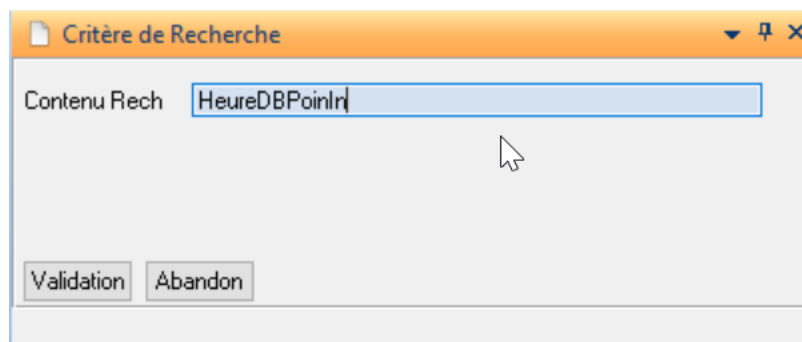 Critère de Recherche
Contenu Rech HeureDBPoinIn
Validation Abandon